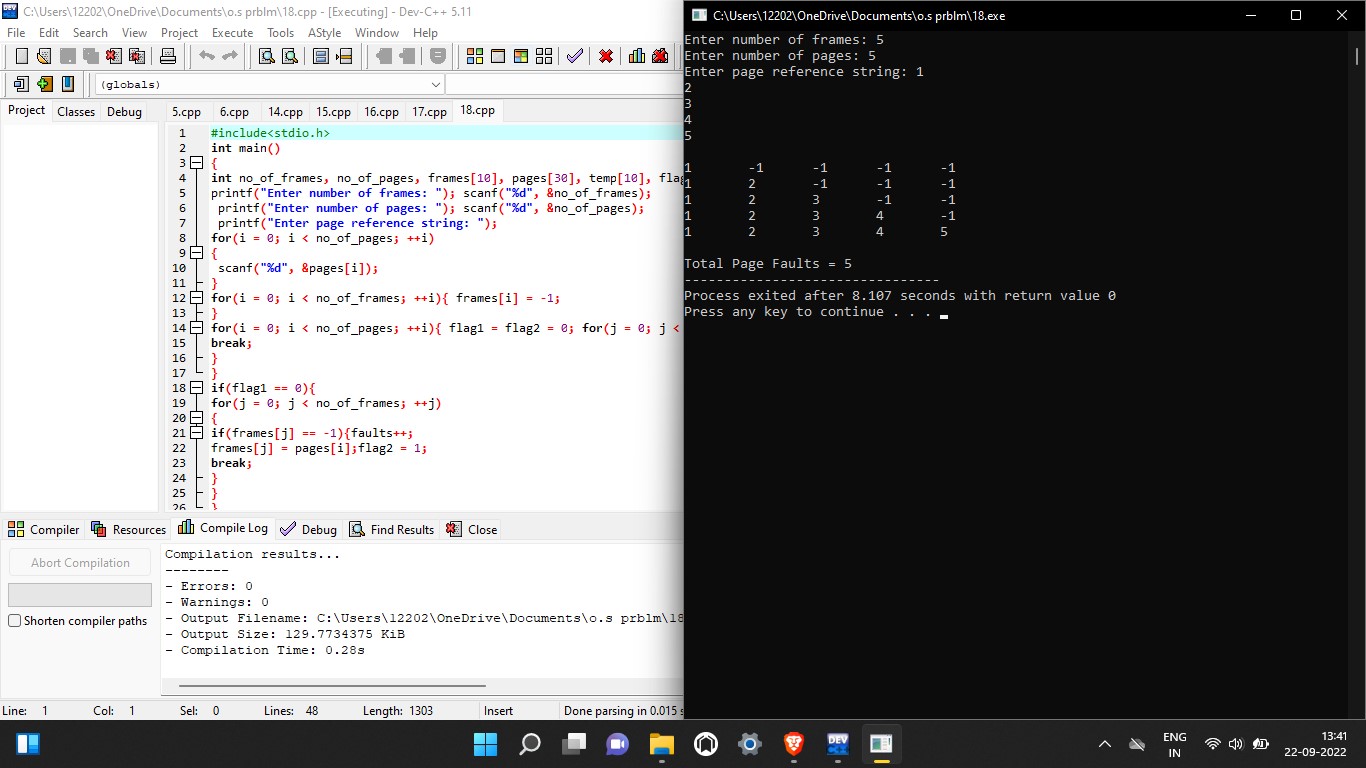 C:\Users\12202\OneDrive\Documents\o.s prblm\18.cpp - [Executing] - Dev-C++ 5.11
File Edit Search View Project Execute Tools AStyle Window Help
(globals)
Project Classes Debug
5.cpp 6.cpp 14.cpp 15.cpp 16.cpp 17.cpp 18.cpp
1 #include<stdio.h>
2 int main()
3 {
4 int no_of_frames, no_of_pages, frames[10], pages[30], temp[10], flag
5 printf("Enter number of frames: "); scanf("%d", &no_of_frames);
6 printf("Enter number of pages: "); scanf("%d", &no_of_pages);
7 printf("Enter page reference string: ");
8 for(i = 0; i < no_of_pages; ++i)
9 {
10 scanf("%d", &pages[i]);
11 }
12 for(i = 0; i < no_of_frames; ++i){ frames[i] = -1;
13 }
14 for(i = 0; i < no_of_pages; ++i){ flag1 = flag2 = 0; for(j = 0; j <
15 break;
16 }
17 }
18 if(flag1 == 0){
19 for(j = 0; j < no_of_frames; ++j)
20 {
21 if(frames[j] == -1){faults++;
22 frames[j] = pages[i];flag2 = 1;
23 break;
24 }
25 }
26 }
Compiler Resources Compile Log Debug Find Results Close
Abort Compilation
Shorten compiler paths
Compilation results...
--------
- Errors: 0
- Warnings: 0
- Output Filename: C:\Users\12202\OneDrive\Documents\o.s prblm\18
- Output Size: 129.7734375 KiB
- Compilation Time: 0.28s
Line: 1 Col: 1 Sel: 0 Lines: 48 Length: 1303 Insert Done parsing in 0.015 s
C:\Users\12202\OneDrive\Documents\o.s prblm\18.exe
Enter number of frames: 5
Enter number of pages: 5
Enter page reference string: 1
2
3
4
5
1 -1 -1 -1 -1
1 2 -1 -1 -1
1 2 3 -1 -1
1 2 3 4 -1
1 2 3 4 5
Total Page Faults = 5
--------------------------------
Process exited after 8.107 seconds with return value 0
Press any key to continue . . .
DEV
ENG
IN
13:41
22-09-2022